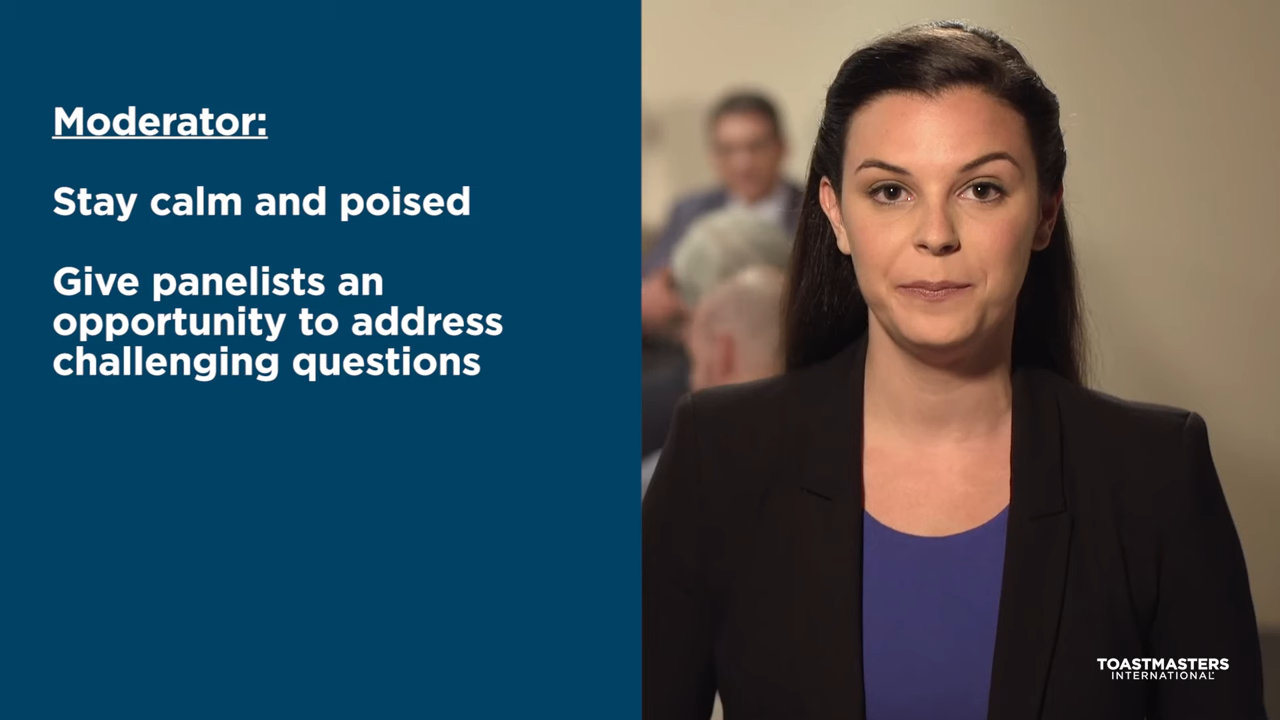 Moderator:
Stay calm and poised
Give panelists an
opportunity to address
challenging questions
TOASTMASTERS
INTERNATIONAL